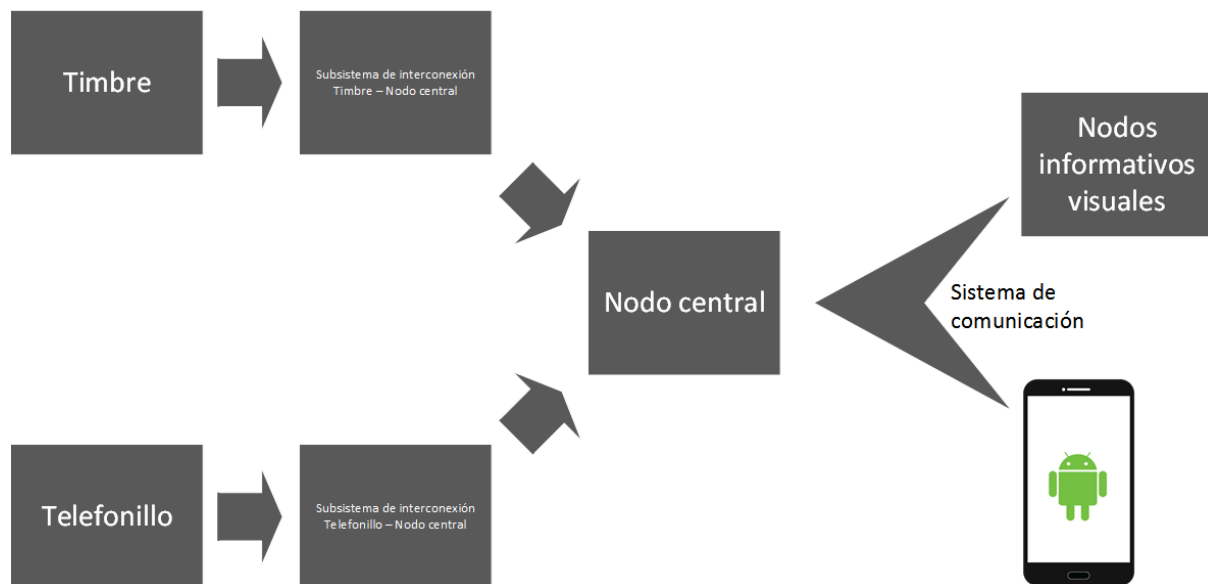 Timbre
Subsistema de interconexión
Timbre – Nodo central
Nodos
informativos
visuales
Nodo central
Sistema de
comunicación
Telefonillo
Subsistema de interconexión
Telefonillo – Nodo central